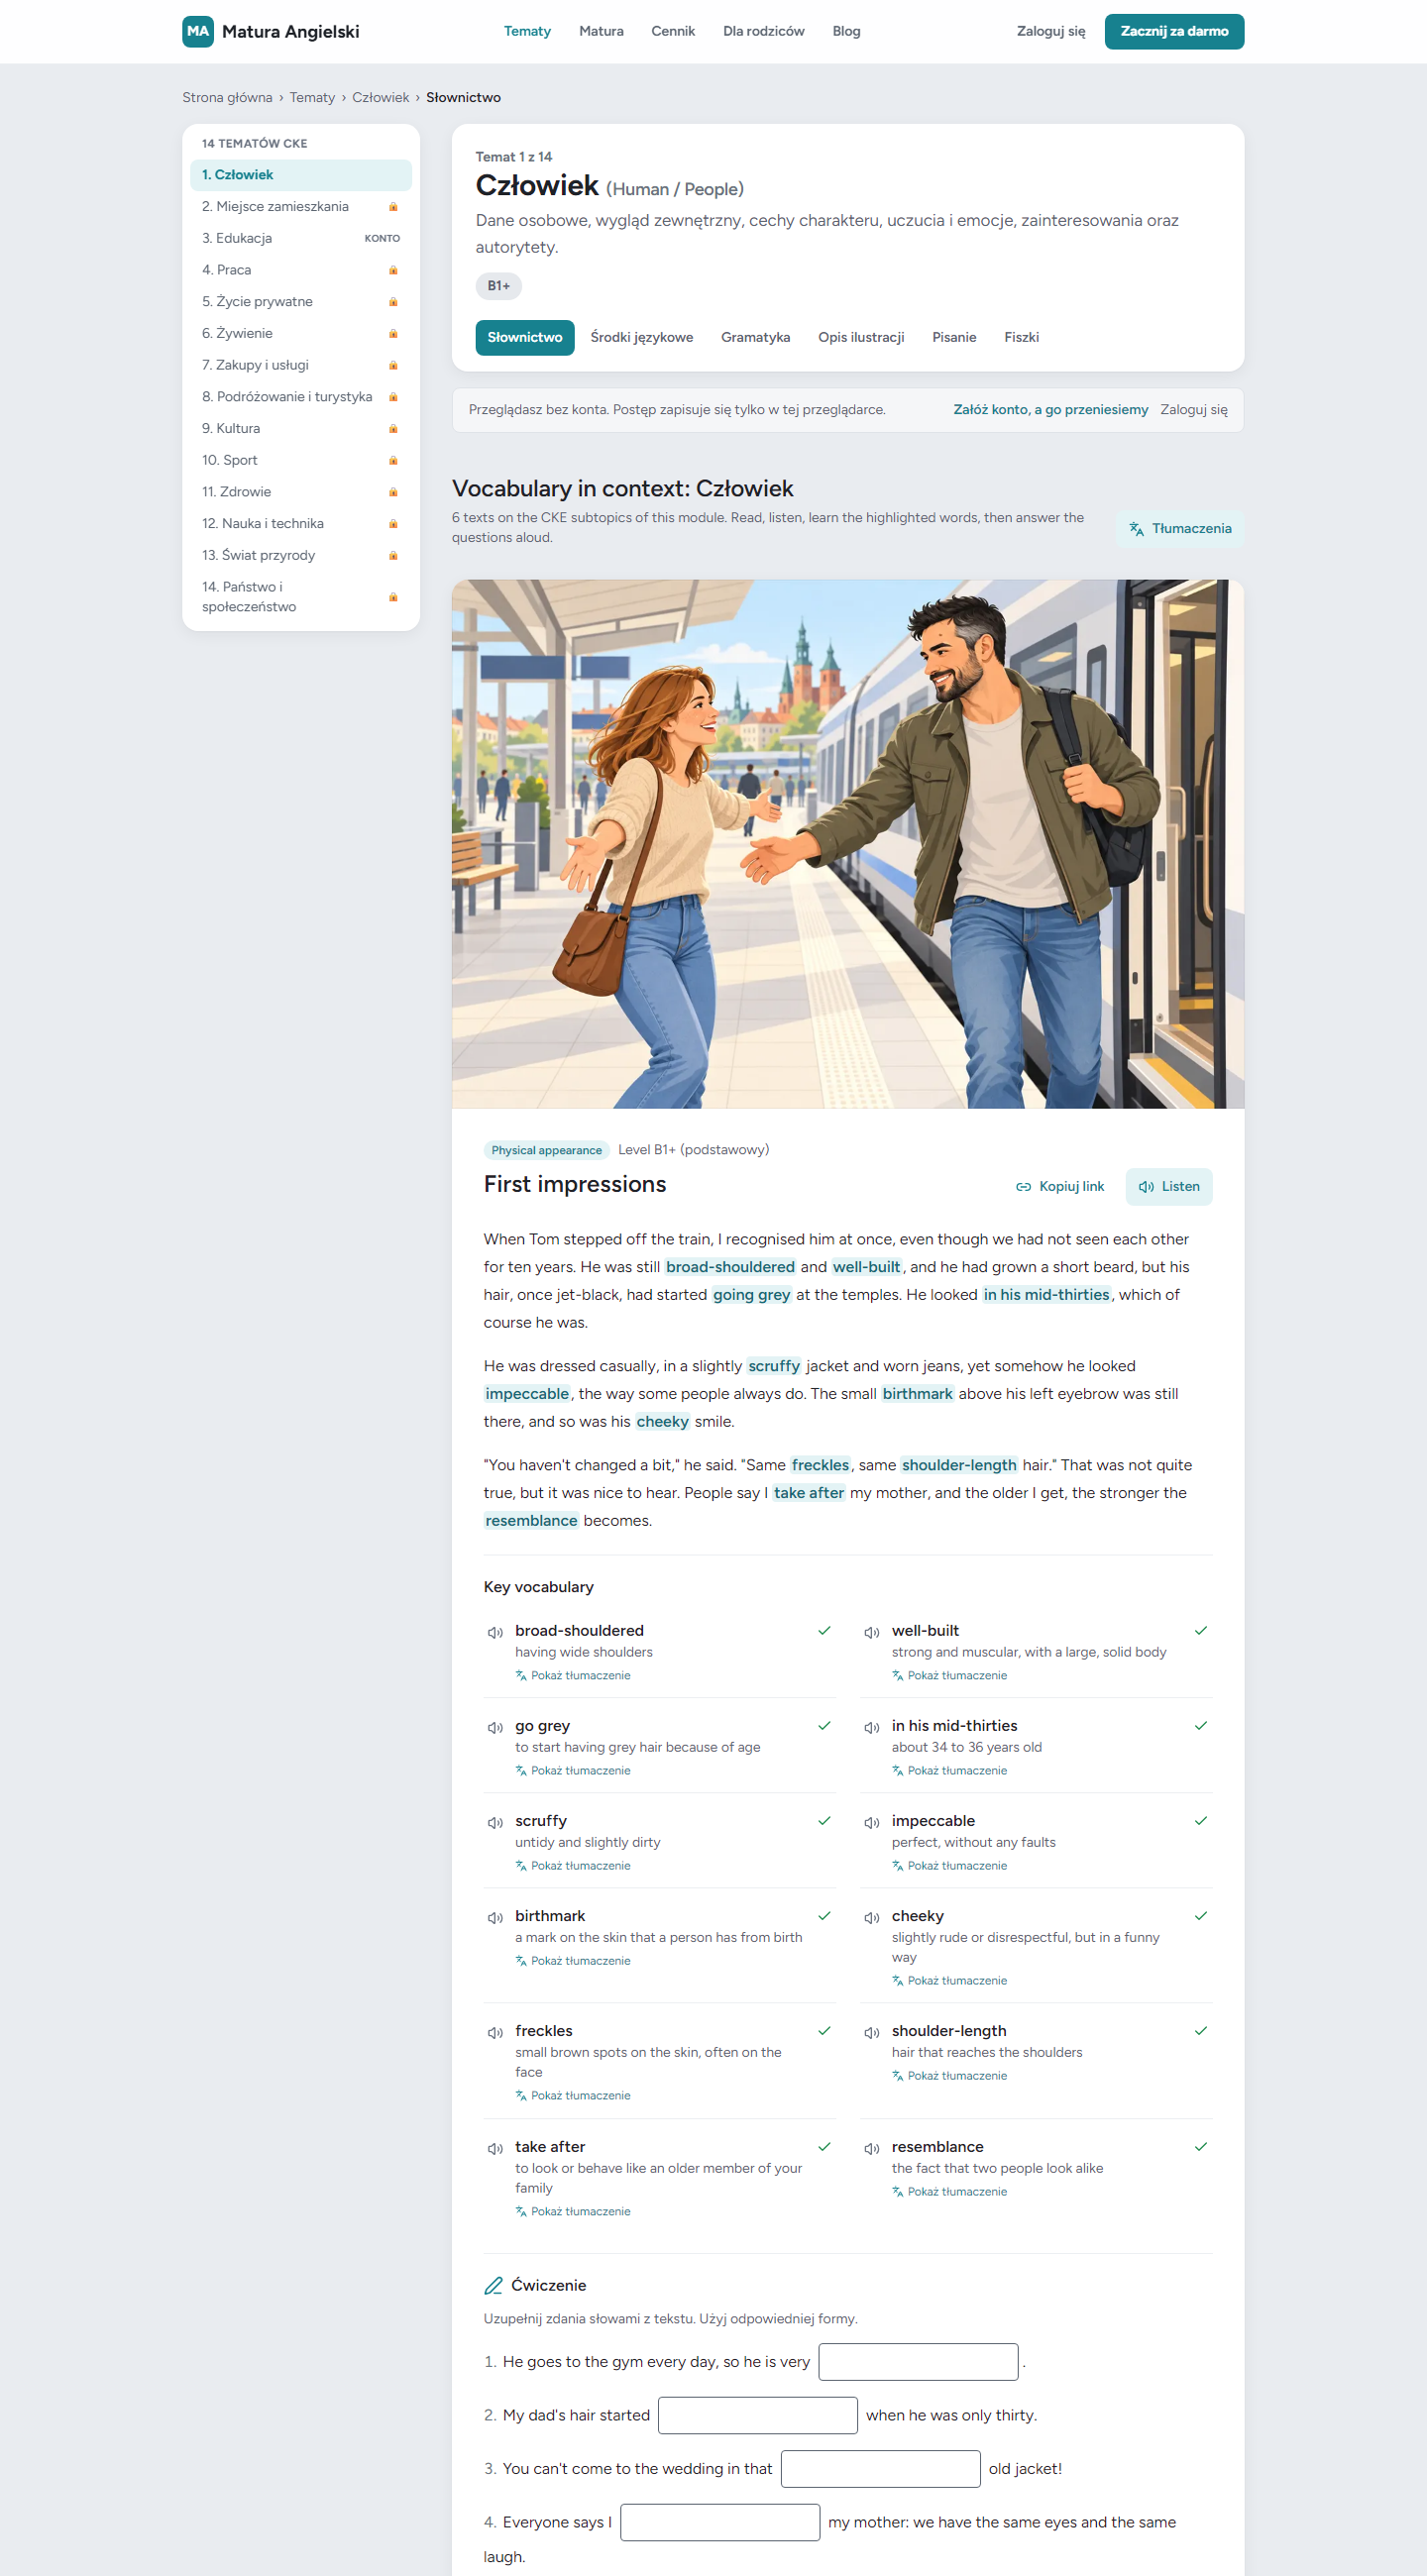 MA Matura Angielski
Tematy
Matura
Cennik
Dla rodziców
Blog
Zaloguj się
Zacznij za darmo
Strona główna › Tematy › Człowiek › Słownictwo
14 TEMATÓW CKE
1. Człowiek
2. Miejsce zamieszkania
3. Edukacja KONTO
4. Praca
5. Życie prywatne
6. Żywienie
7. Zakupy i usługi
8. Podróżowanie i turystyka
9. Kultura
10. Sport
11. Zdrowie
12. Nauka i technika
13. Świat przyrody
14. Państwo i
społeczeństwo
Temat 1 z 14
Człowiek (Human / People)
Dane osobowe, wygląd zewnętrzny, cechy charakteru, uczucia i emocje, zainteresowania oraz
autorytety.
B1+
Słownictwo
Środki językowe
Gramatyka
Opis ilustracji
Pisanie
Fiszki
Przeglądasz bez konta. Postęp zapisuje się tylko w tej przeglądarce.
Załóż konto, a go przeniesiemy
Zaloguj się
Vocabulary in context: Człowiek
6 texts on the CKE subtopics of this module. Read, listen, learn the highlighted words, then answer the
questions aloud.
Tłumaczenia
Physical appearance
Level B1+ (podstawowy)
First impressions
Kopiuj link
Listen
When Tom stepped off the train, I recognised him at once, even though we had not seen each other
for ten years. He was still broad-shouldered and well-built, and he had grown a short beard, but his
hair, once jet-black, had started going grey at the temples. He looked in his mid-thirties, which of
course he was.
He was dressed casually, in a slightly scruffy jacket and worn jeans, yet somehow he looked
impeccable, the way some people always do. The small birthmark above his left eyebrow was still
there, and so was his cheeky smile.
"You haven't changed a bit," he said. "Same freckles, same shoulder-length hair." That was not quite
true, but it was nice to hear. People say I take after my mother, and the older I get, the stronger the
resemblance becomes.
Key vocabulary
broad-shouldered
having wide shoulders
Pokaż tłumaczenie
well-built
strong and muscular, with a large, solid body
Pokaż tłumaczenie
go grey
to start having grey hair because of age
Pokaż tłumaczenie
in his mid-thirties
about 34 to 36 years old
Pokaż tłumaczenie
scruffy
untidy and slightly dirty
Pokaż tłumaczenie
impeccable
perfect, without any faults
Pokaż tłumaczenie
birthmark
a mark on the skin that a person has from birth
Pokaż tłumaczenie
cheeky
slightly rude or disrespectful, but in a funny
way
Pokaż tłumaczenie
freckles
small brown spots on the skin, often on the
face
Pokaż tłumaczenie
shoulder-length
hair that reaches the shoulders
Pokaż tłumaczenie
take after
to look or behave like an older member of your
family
Pokaż tłumaczenie
resemblance
the fact that two people look alike
Pokaż tłumaczenie
Ćwiczenie
Uzupełnij zdania słowami z tekstu. Użyj odpowiedniej formy.
1. He goes to the gym every day, so he is very .
2. My dad's hair started when he was only thirty.
3. You can't come to the wedding in that old jacket!
4. Everyone says I my mother: we have the same eyes and the same
laugh.